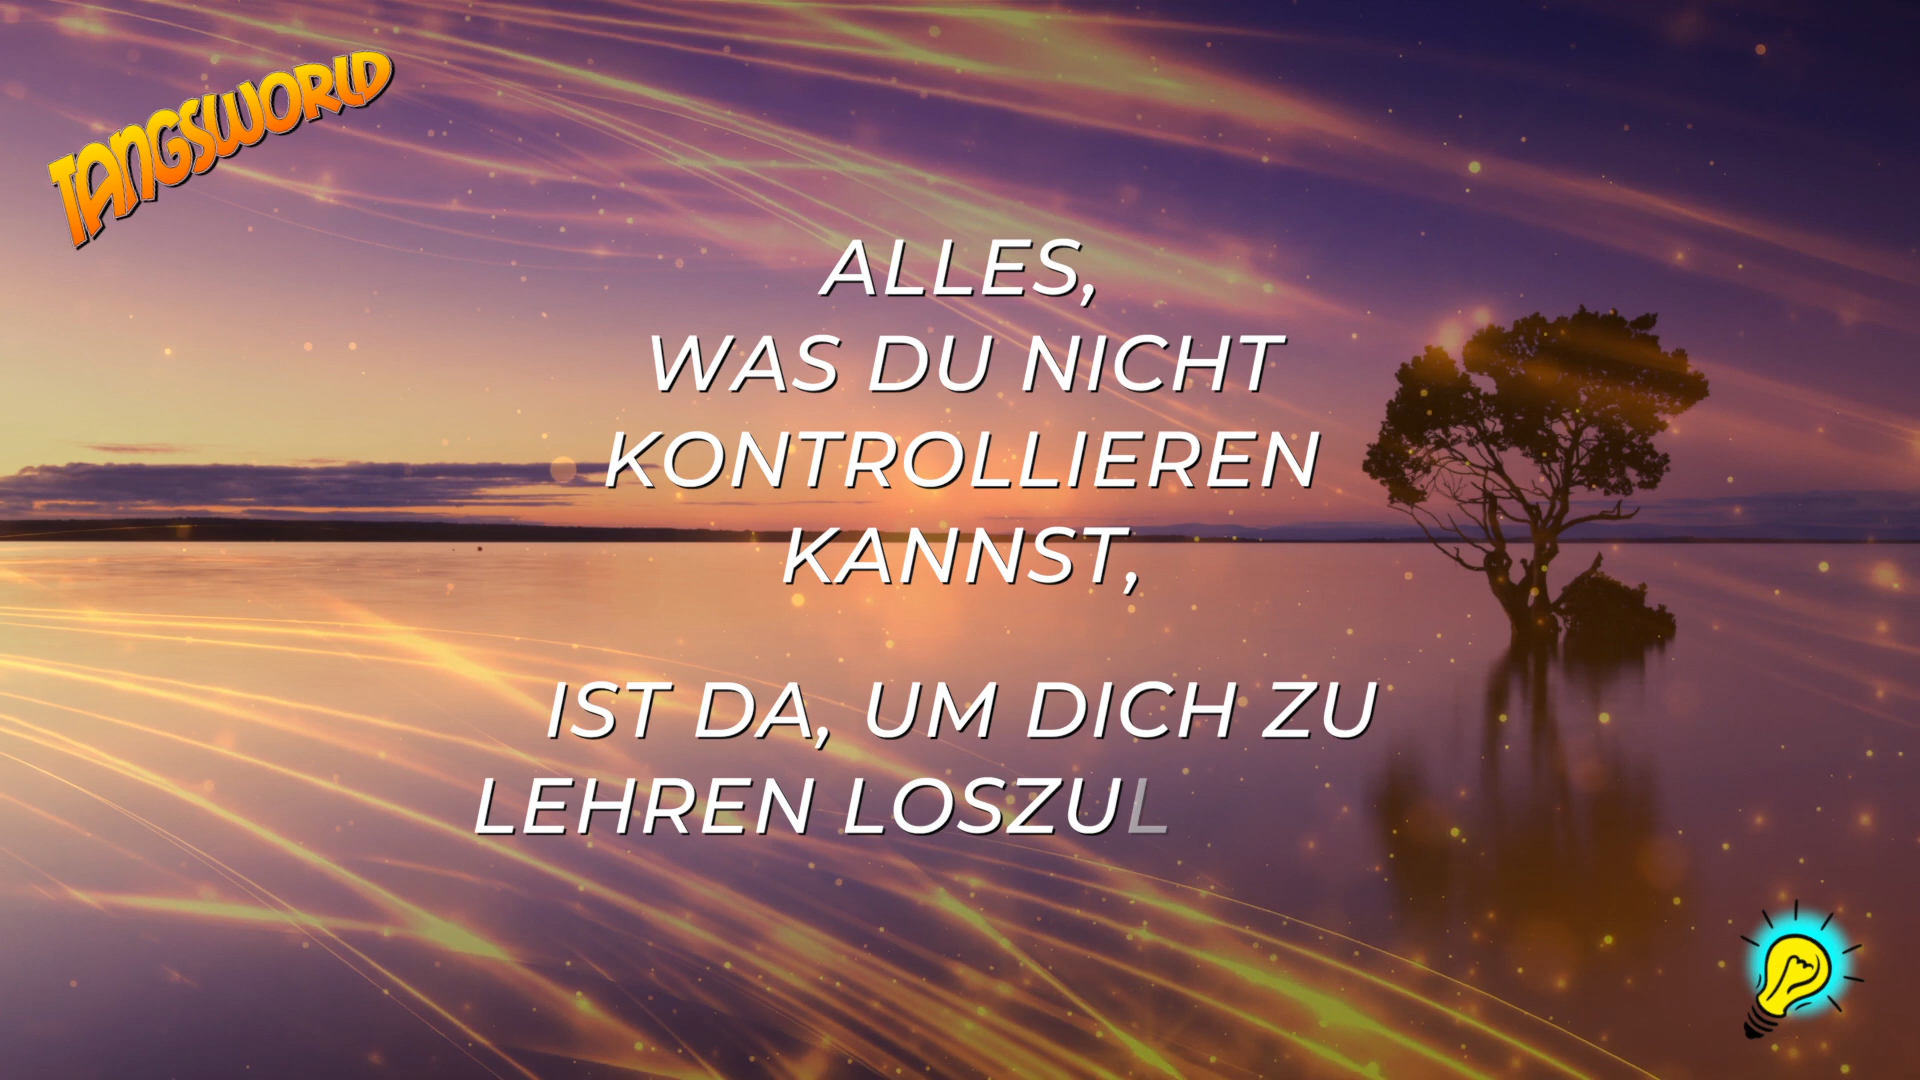 TANGSWORLD
ALLES,
WAS DU NICHT
KONTROLLIEREN
KANNST,
IST DA, UM DICH ZU
LEHREN LOSZUL